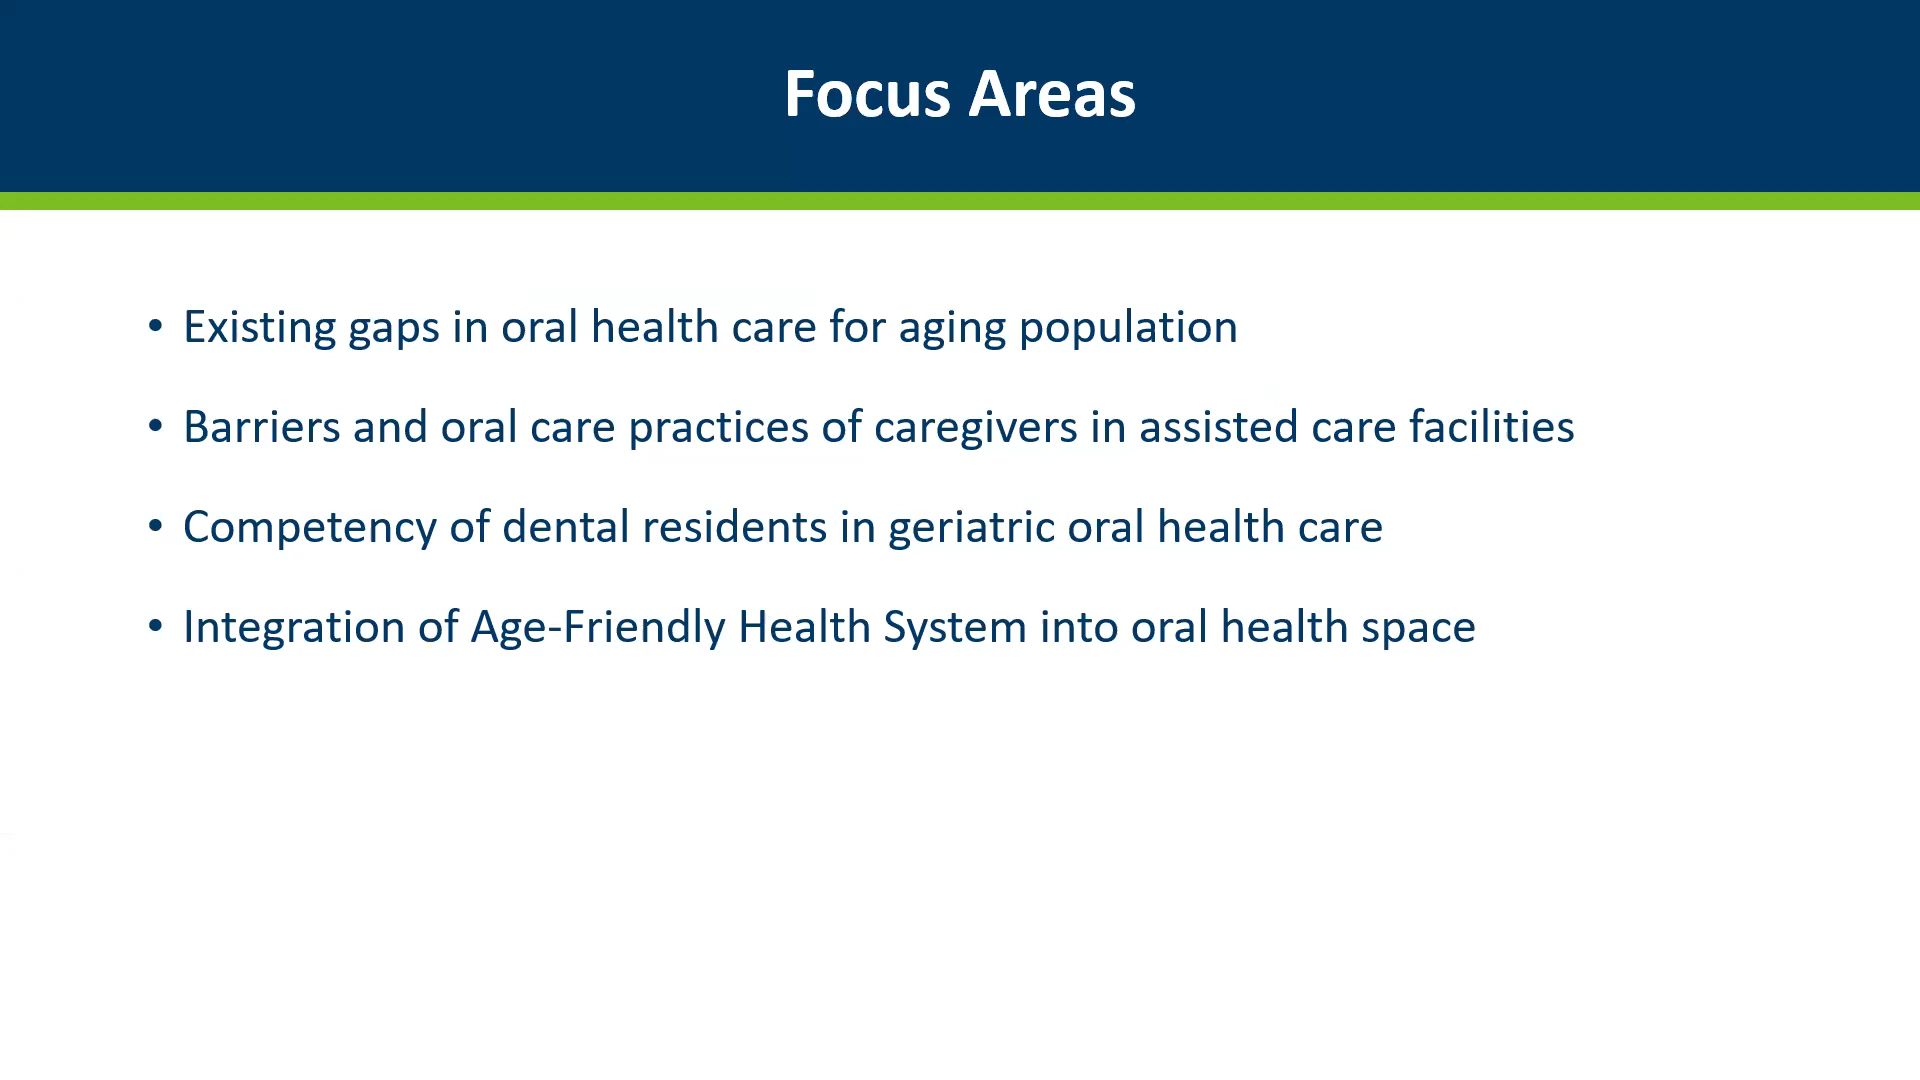 Focus Areas
• Existing gaps in oral health care for aging population
• Barriers and oral care practices of caregivers in assisted care facilities
• Competency of dental residents in geriatric oral health care
• Integration of Age-Friendly Health System into oral health space